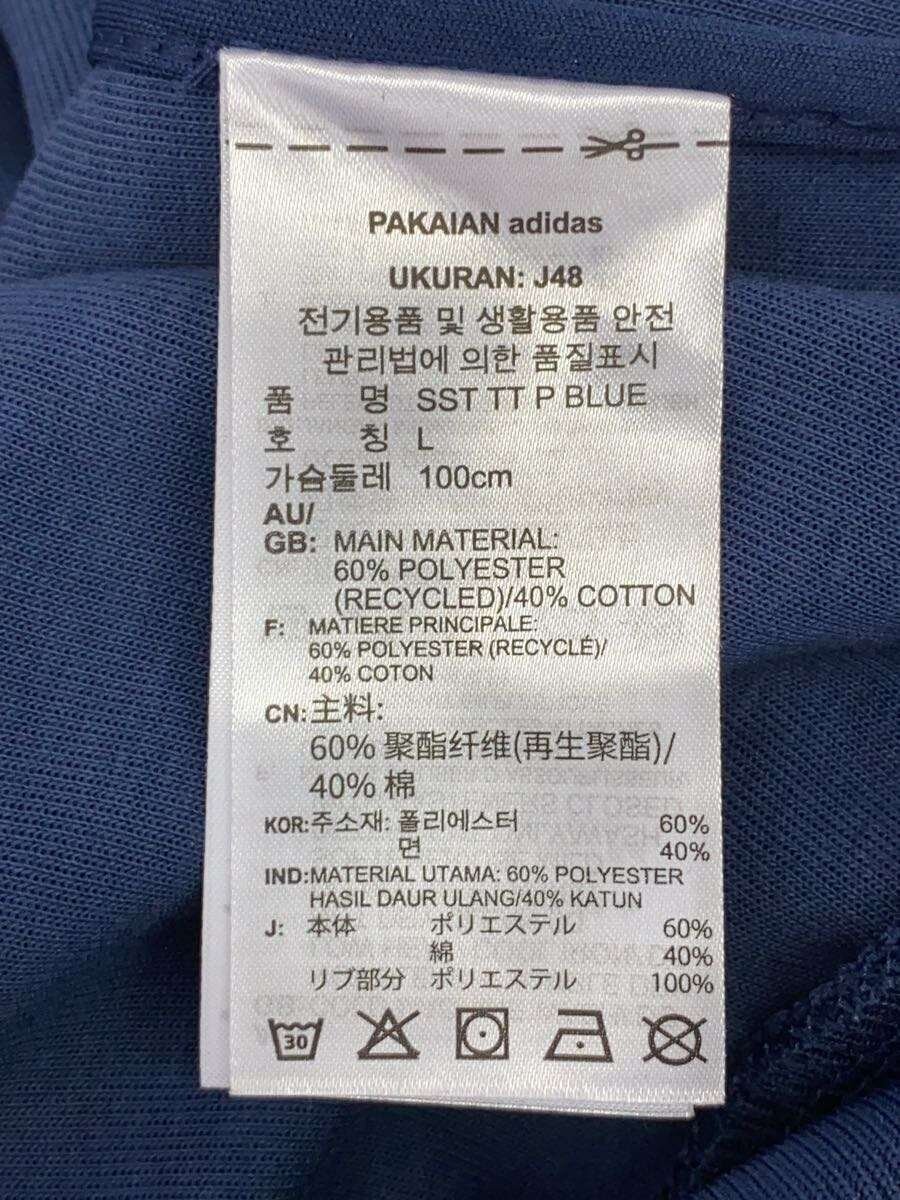 PAKAIAN adidas
UKURAN: J48
전기용품 및 생활용품 안전
관리법에 의한 품질표시
품 명 SST TT P BLUE
호 칭 L
가슴둘레 100cm
AU/
GB: MAIN MATERIAL:
60% POLYESTER
(RECYCLED)/40% COTTON
F: MATIERE PRINCIPALE:
60% POLYESTER (RECYCLÉ)/
40% COTON
CN:主料:
60% 聚酯纤维(再生聚酯)/
40% 棉
KOR:주소재: 폴리에스터 60%
면 40%
IND:MATERIAL UTAMA: 60% POLYESTER
HASIL DAUR ULANG/40% KATUN
J: 本体 ポリエステル 60%
綿 40%
リブ部分 ポリエステル 100%
30